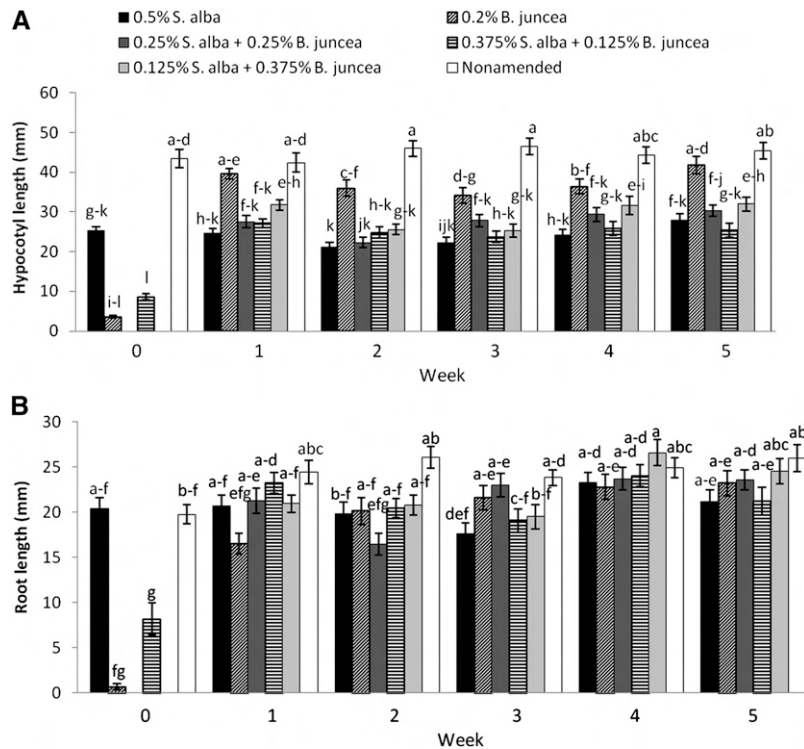 A
0.5% S. alba
0.2% B. juncea
0.25% S. alba + 0.25% B. juncea
0.375% S. alba + 0.125% B. juncea
0.125% S. alba + 0.375% B. juncea
Nonamended
Hypocotyl length (mm)
60
50
40
30
20
10
0
g-k
i-l
l
a-d
h-k
a-e
f-k
f-k
e-h
a-d
k
c-f
jk
h-k
g-k
a
ijk
d-g
f-k
h-k
g-k
a
h-k
b-f
f-k
g-k
e-i
abc
f-k
a-d
f-j
g-k
e-h
ab
0 1 2 3 4 5
Week
B
Root length (mm)
30
25
20
15
10
5
0
a-f
fg
g
b-f
a-f
efg
a-f
a-d
a-f
abc
b-f
a-f
efg
a-f
a-f
ab
def
a-e
a-e
c-f
b-f
a-d
a-d
a-e
a-d
a-d
a
abc
a-e
a-e
a-d
a-e
abc
ab
0 1 2 3 4 5
Week